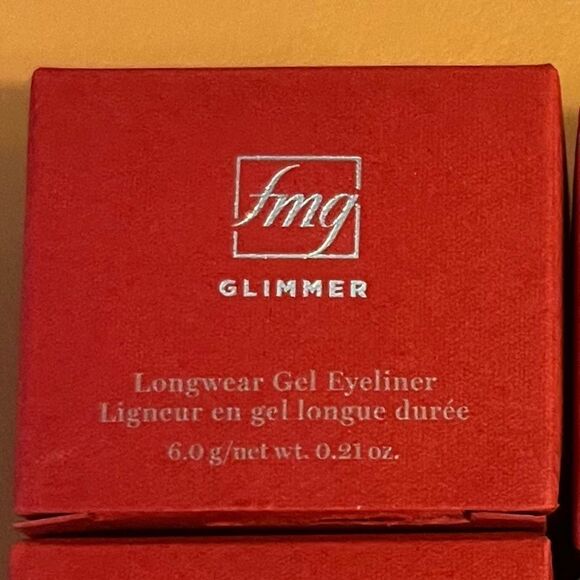 fmg
GLIMMER
Longwear Gel Eyeliner
Ligneur en gel longue durée
6.0 g/net wt. 0.21 oz.